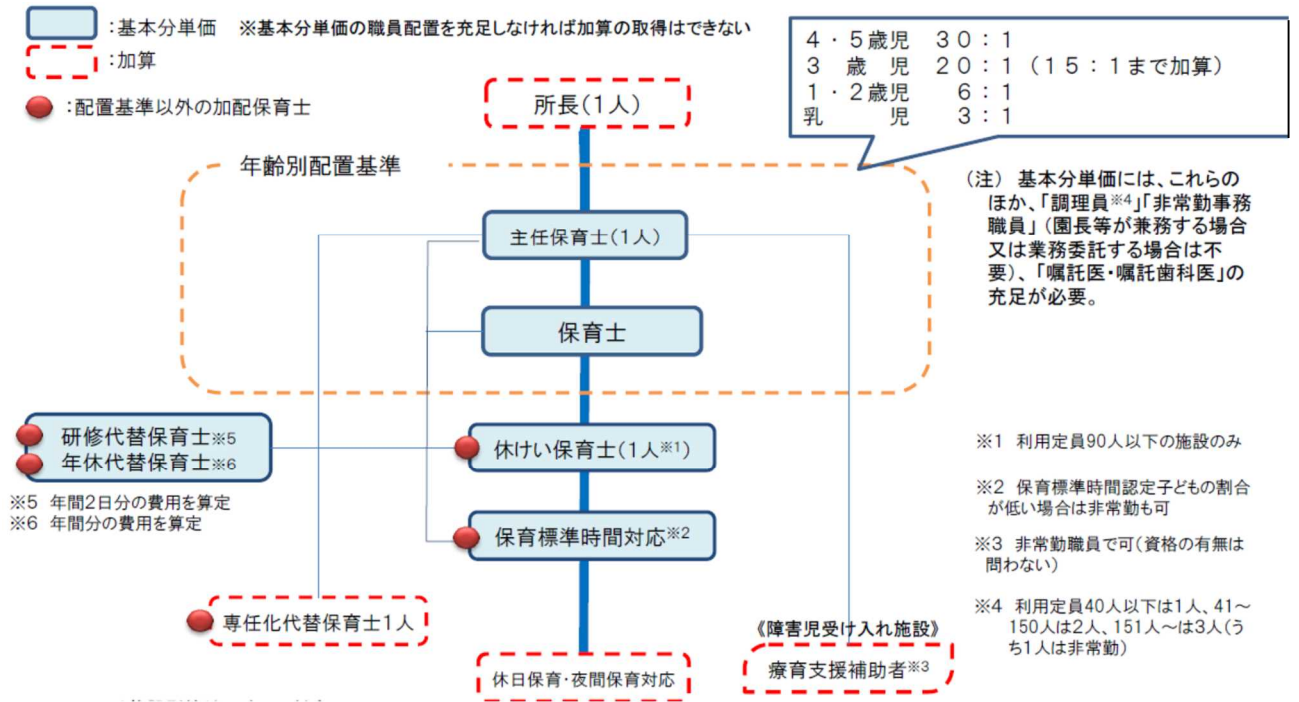 ：基本分単価　※基本分単価の職員配置を充足しなければ加算の取得はできない
：加算
：配置基準以外の加配保育士
４・５歳児　３０：１
３　歳　児　２０：１（１５：１まで加算）
１・２歳児　　６：１
乳　　　児　　３：１
所長（1人）
年齢別配置基準
主任保育士（1人）
保育士
（注）　基本分単価には、これらの
ほか、「調理員※4」「非常勤事務
職員」（園長等が兼務する場合
又は業務委託する場合は不
要）、「嘱託医・嘱託歯科医」の
充足が必要。
研修代替保育士※5
年休代替保育士※6
※5　年間2日分の費用を算定
※6　年間分の費用を算定
休けい保育士（1人※1）
保育標準時間対応※2
専任化代替保育士1人
休日保育・夜間保育対応
《障害児受け入れ施設》
療育支援補助者※3
※1　利用定員90人以下の施設のみ
※2　保育標準時間認定子どもの割合
が低い場合は非常勤も可
※3　非常勤職員で可（資格の有無は
問わない）
※4　利用定員40人以下は1人、41～
150人は2人、151人～は3人（う
ち1人は非常勤）